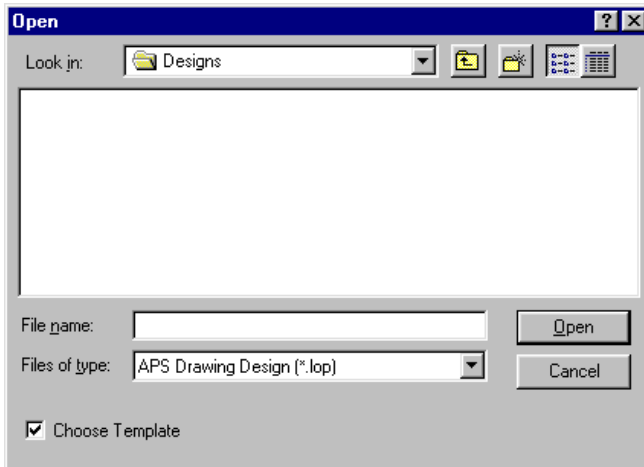 Open
Look in: Designs
File name: Open
Files of type: APS Drawing Design (*.lop) Cancel
Choose Template